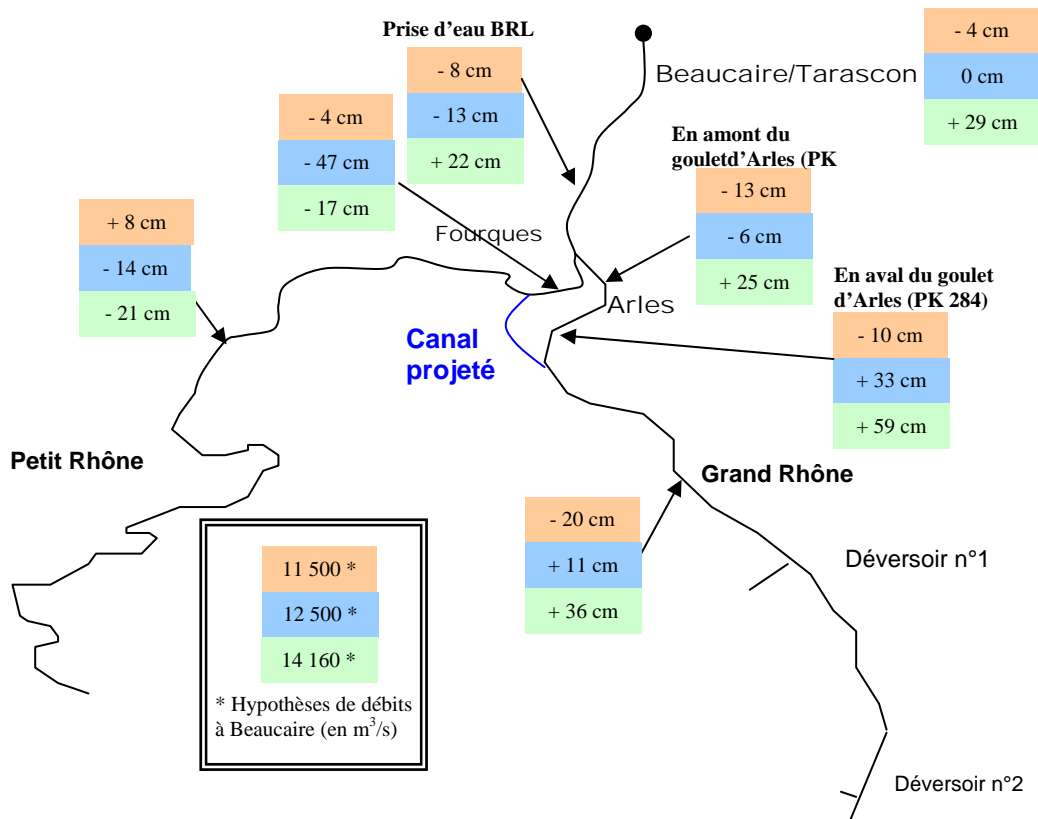 Prise d'eau BRL
- 8 cm
- 13 cm
+ 22 cm
Beaucaire/Tarascon
- 4 cm
0 cm
+ 29 cm
- 4 cm
- 47 cm
- 17 cm
Fourques
En amont du
gouletd'Arles (PK
- 13 cm
- 6 cm
+ 25 cm
+ 8 cm
- 14 cm
- 21 cm
Arles
En aval du goulet
d'Arles (PK 284)
- 10 cm
+ 33 cm
+ 59 cm
Canal
projeté
Petit Rhône
Grand Rhône
- 20 cm
+ 11 cm
+ 36 cm
Déversoir n°1
11 500 *
12 500 *
14 160 *
* Hypothèses de débits
à Beaucaire (en m³/s)
Déversoir n°2